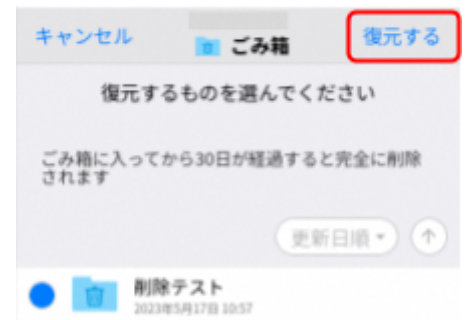 キャンセル
ごみ箱
復元する
復元するものを選んでください
ごみ箱に入ってから30日が経過すると完全に削除
されます
更新日順
削除テスト
2023年5月17日 10:57